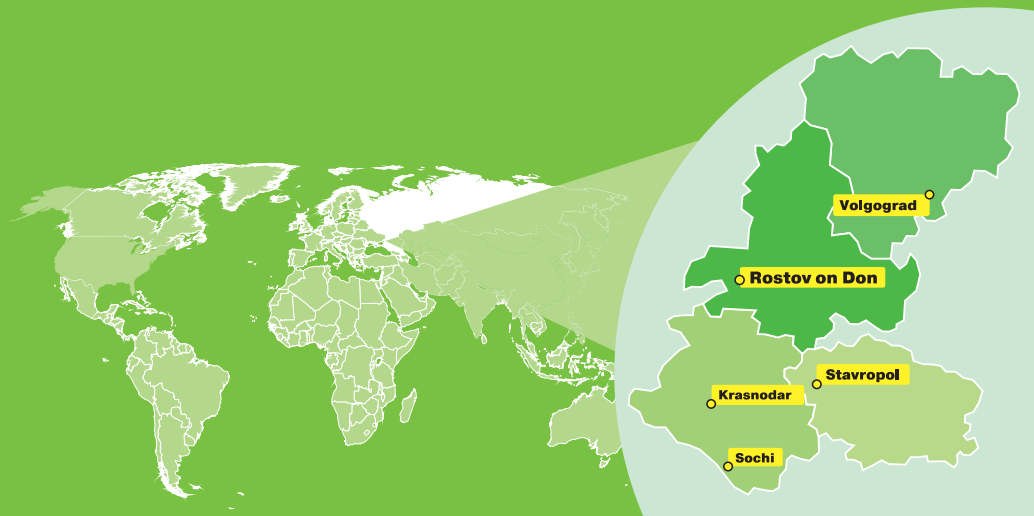 Volgograd
Rostov on Don
Stavropol
Krasnodar
Sochi